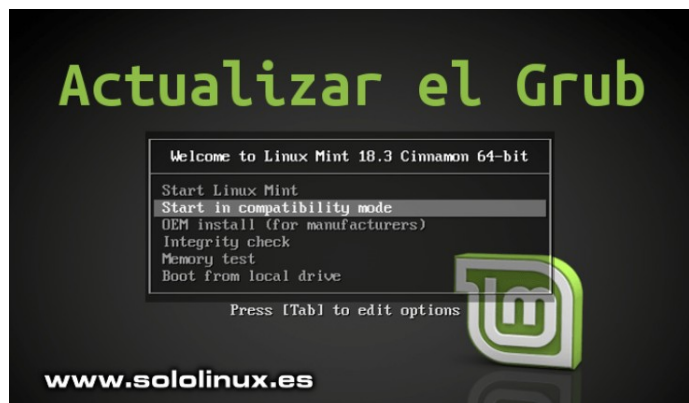 Actualizar el Grub
Welcome to Linux Mint 18.3 Cinnamon 64-bit
Start Linux Mint
Start in compatibility mode
OEM install (for manufacturers)
Integrity check
Memory test
Boot from local drive
Press [Tab] to edit options
lm
www.sololinux.es